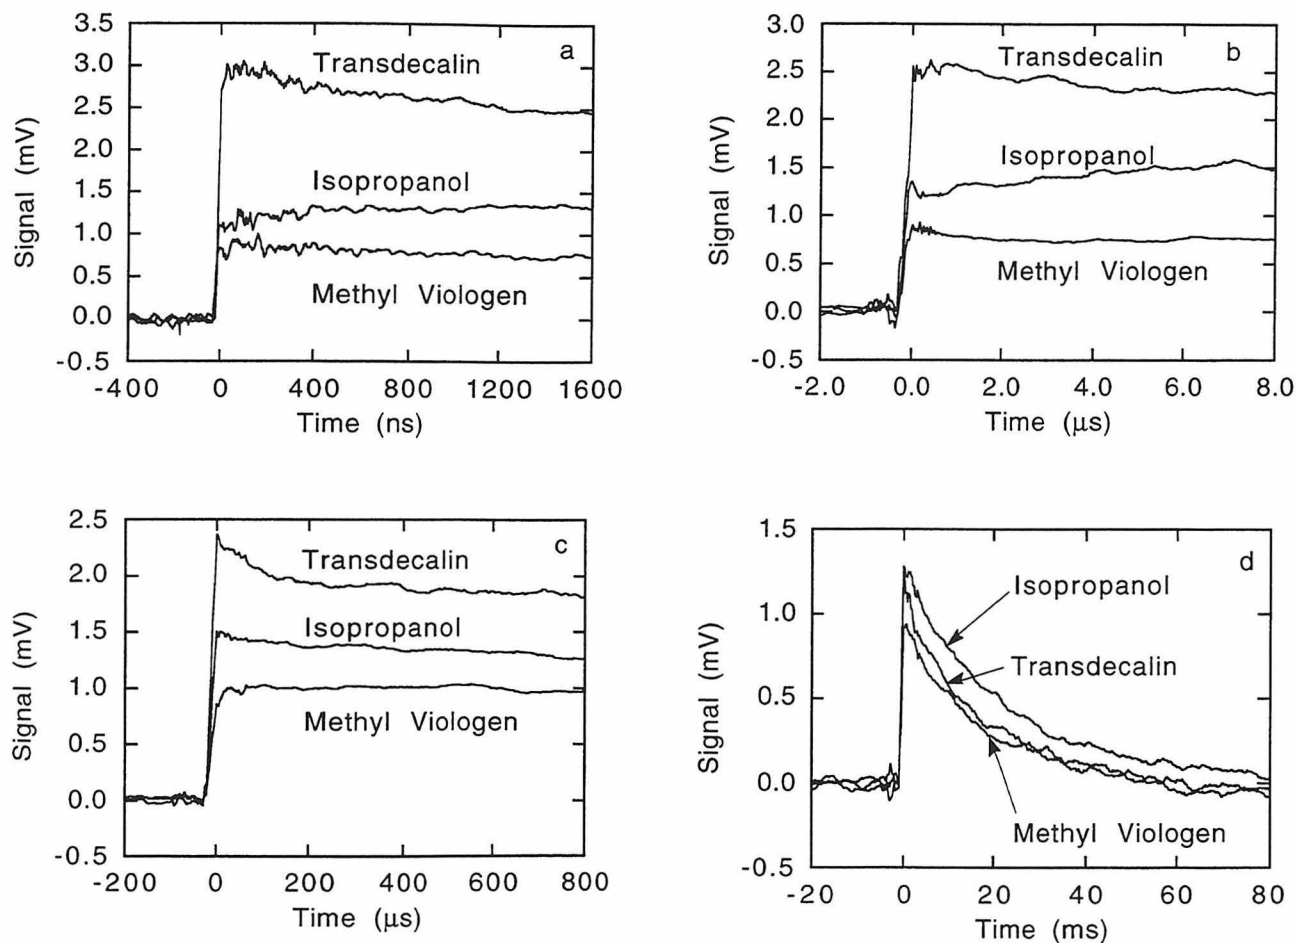 a
3.5
3.0
2.5
2.0
1.5
1.0
0.5
0.0
-0.5
Signal (mV)
Transdecalin
Isopropanol
Methyl Viologen
-400 0 400 800 1200 1600
Time (ns)
b
3.0
2.5
2.0
1.5
1.0
0.5
0.0
-0.5
Signal (mV)
Transdecalin
Isopropanol
Methyl Viologen
-2.0 0.0 2.0 4.0 6.0 8.0
Time (μs)
c
2.5
2.0
1.5
1.0
0.5
0.0
-0.5
Signal (mV)
Transdecalin
Isopropanol
Methyl Viologen
-200 0 200 400 600 800
Time (μs)
d
1.5
1.0
0.5
0.0
-0.5
Signal (mV)
Isopropanol
Transdecalin
Methyl Viologen
-20 0 20 40 60 80
Time (ms)